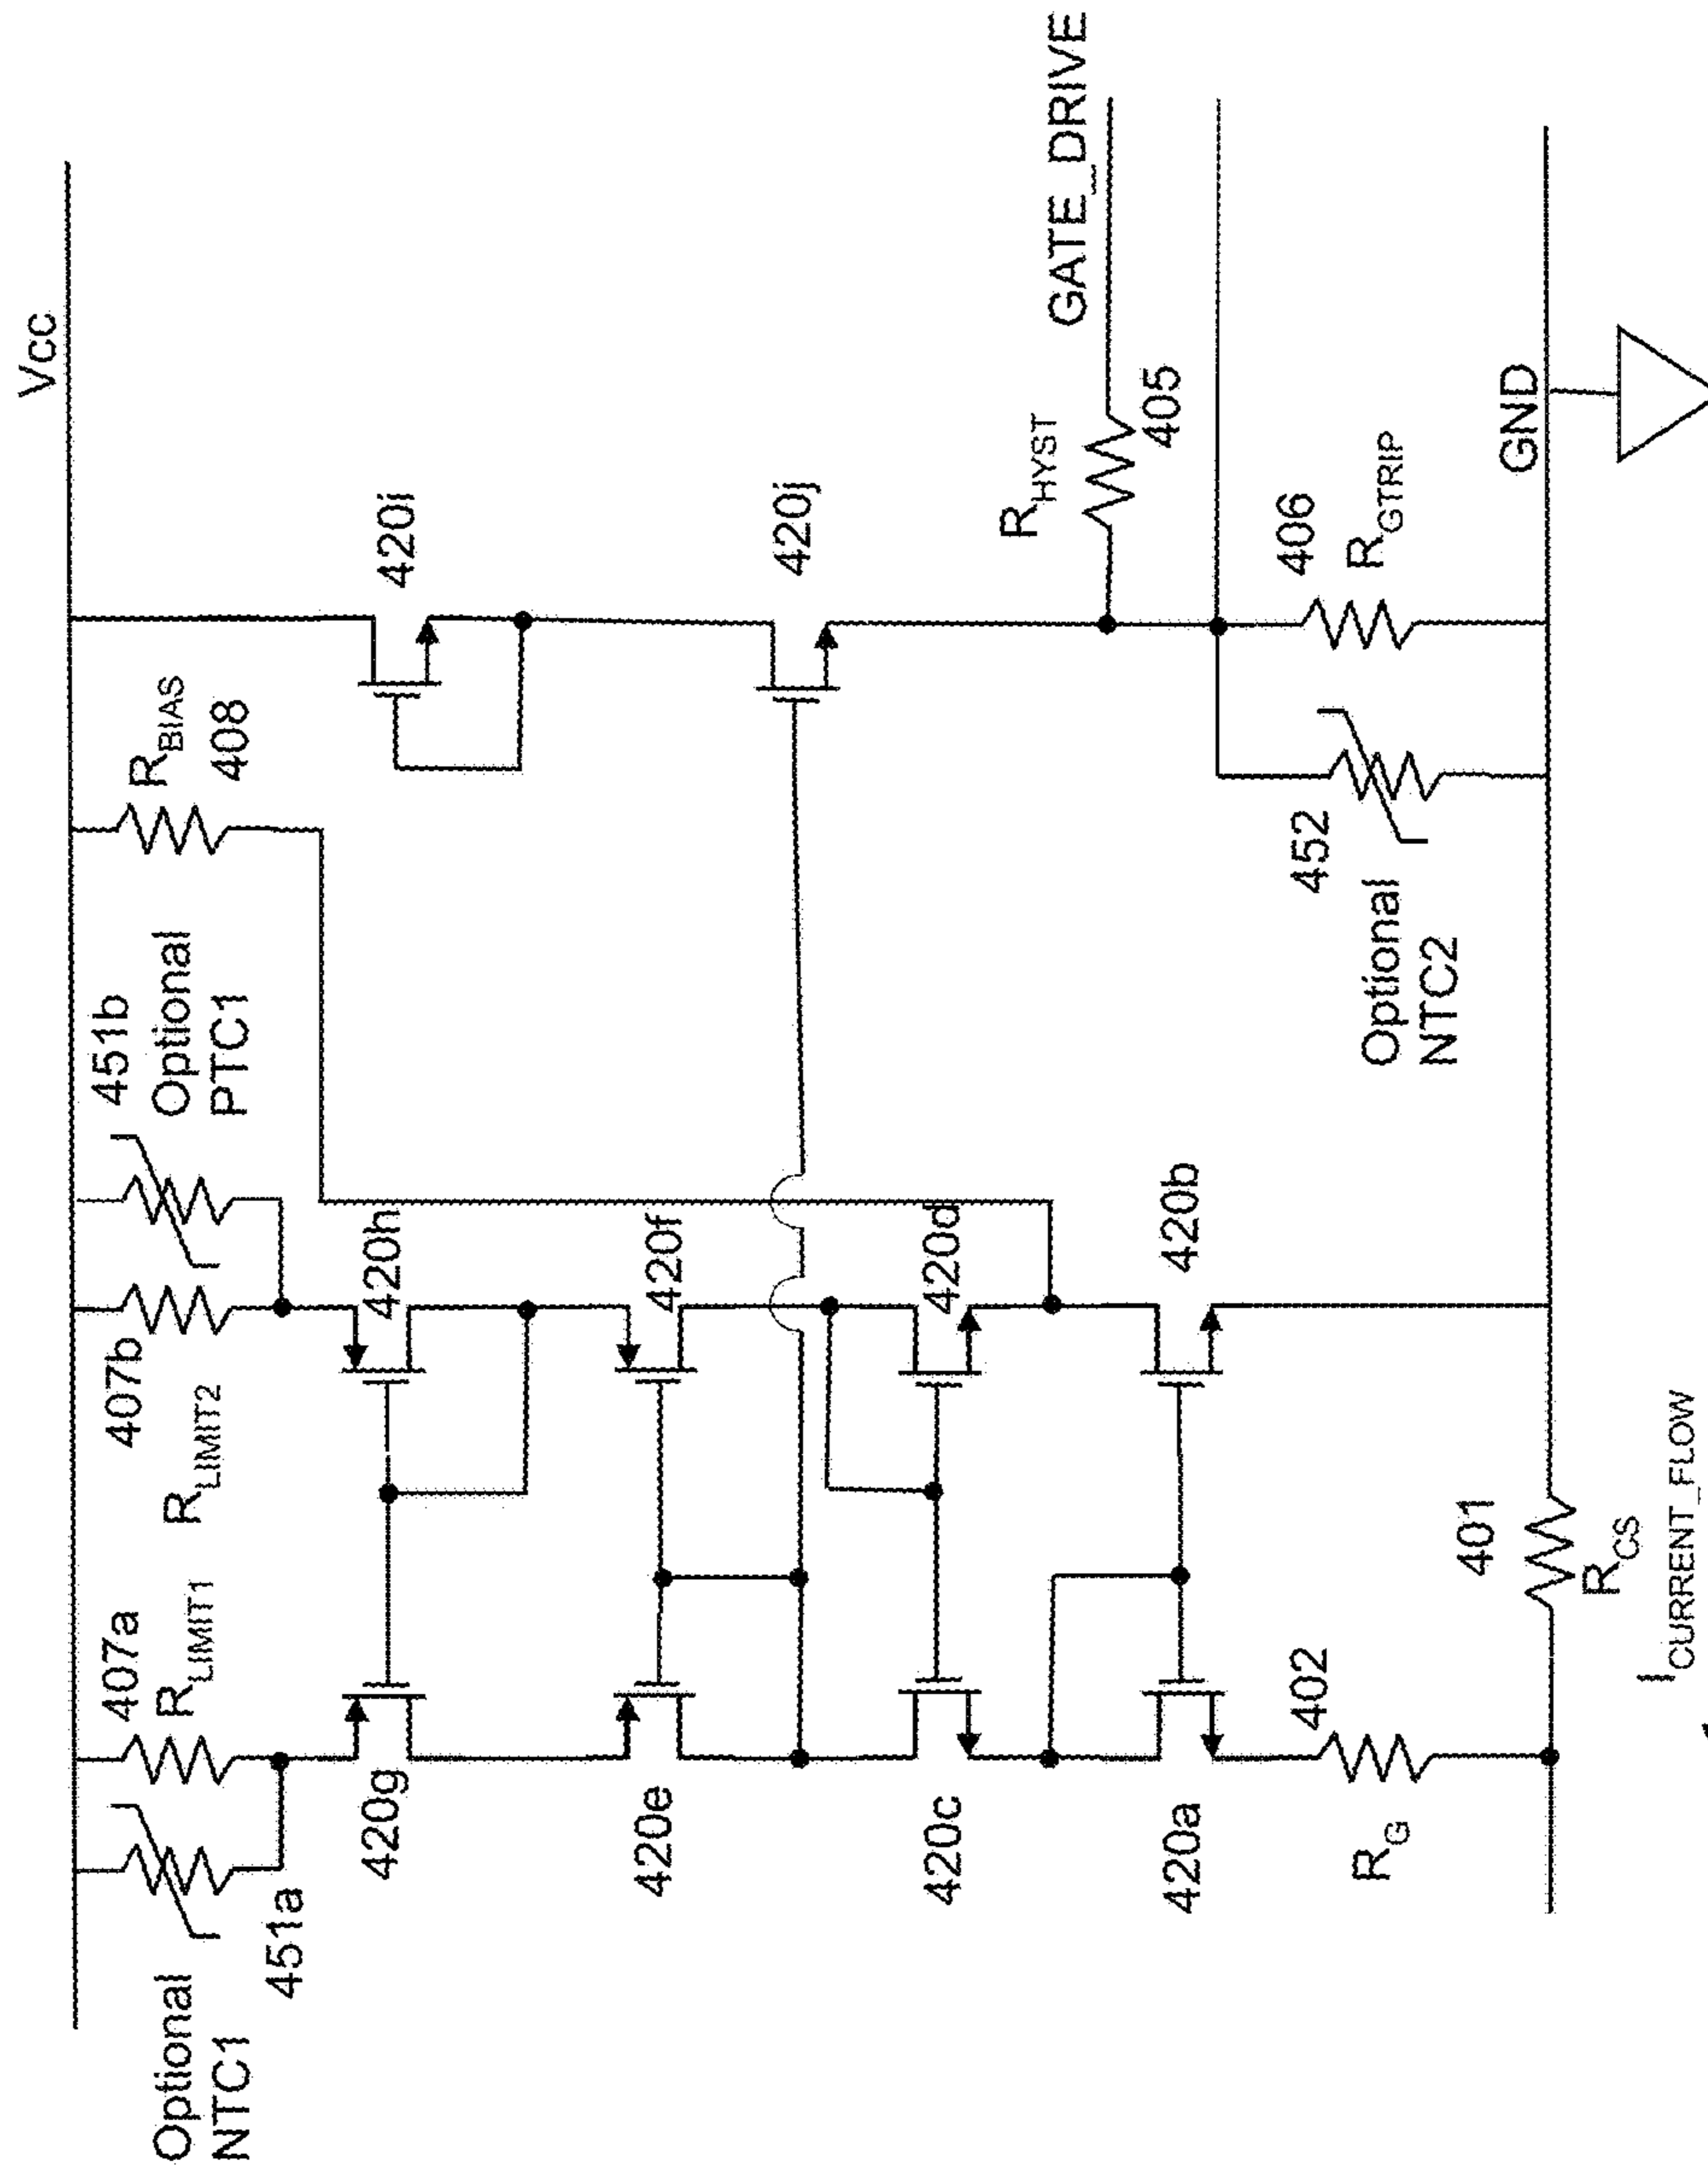 Vcc
Optional
NTC1
451a
407a
R_LIMIT1
407b
R_LIMIT2
451b
Optional
PTC1
R_BIAS
408
420g
420h
420i
420e
420f
420j
420c
420d
R_HYST
405
GATE_DRIVE
420a
420b
402
R_G
452
Optional
NTC2
406
R_GTRIP
401
R_CS
GND
I_CURRENT_FLOW